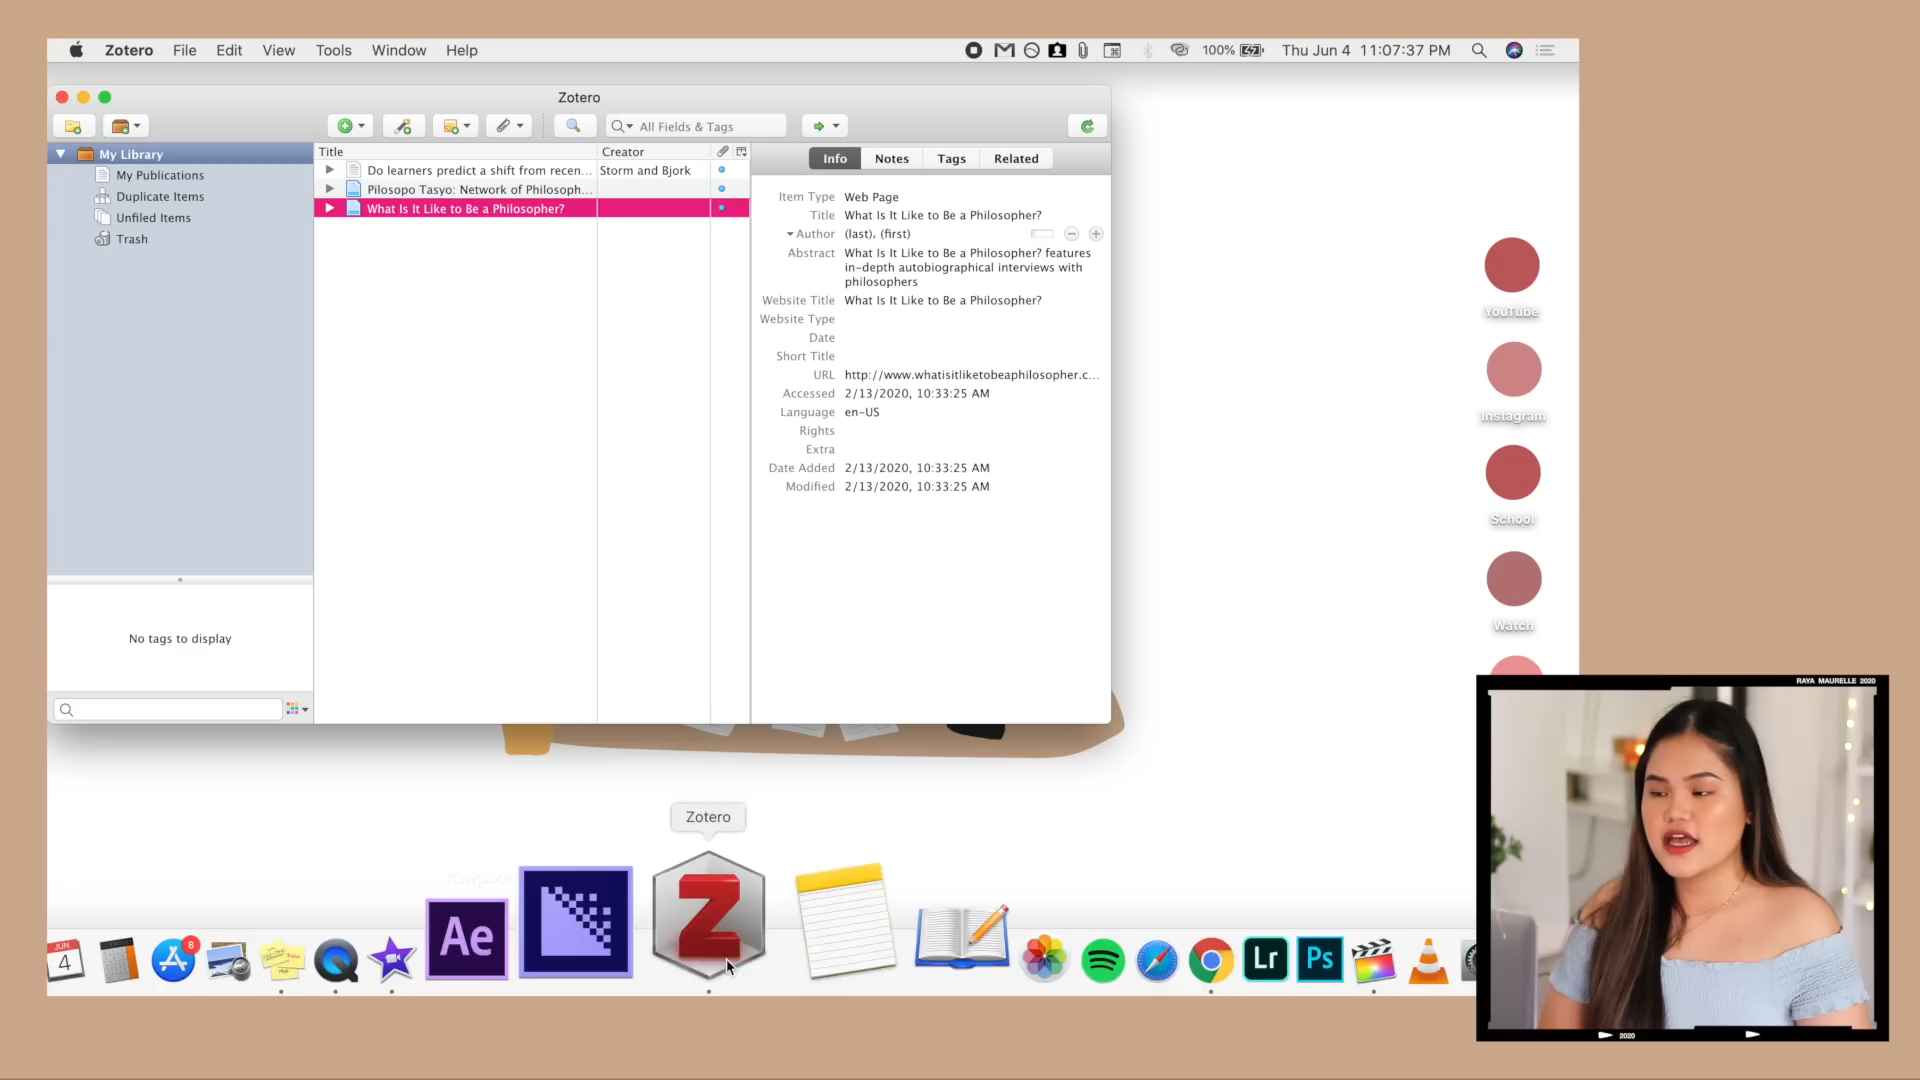 Zotero File Edit View Tools Window Help
100% Thu Jun 4 11:07:37 PM
Zotero
All Fields & Tags
My Library
My Publications
Duplicate Items
Unfiled Items
Trash
No tags to display
Title Creator
Do learners predict a shift from recen... Storm and Bjork
Pilosopo Tasyo: Network of Philosoph...
What Is It Like to Be a Philosopher?
Info Notes Tags Related
Item Type Web Page
Title What Is It Like to Be a Philosopher?
Author (last), (first)
Abstract What Is It Like to Be a Philosopher? features
in-depth autobiographical interviews with
philosophers
Website Title What Is It Like to Be a Philosopher?
Website Type
Date
Short Title
URL http://www.whatisitliketobeaphilosopher.c...
Accessed 2/13/2020, 10:33:25 AM
Language en-US
Rights
Extra
Date Added 2/13/2020, 10:33:25 AM
Modified 2/13/2020, 10:33:25 AM
YouTube
Instagram
School
Watch
RAYA MAURELLE 2020
2020
Zotero
JUN
4
8
Ae
Z
Lr
Ps